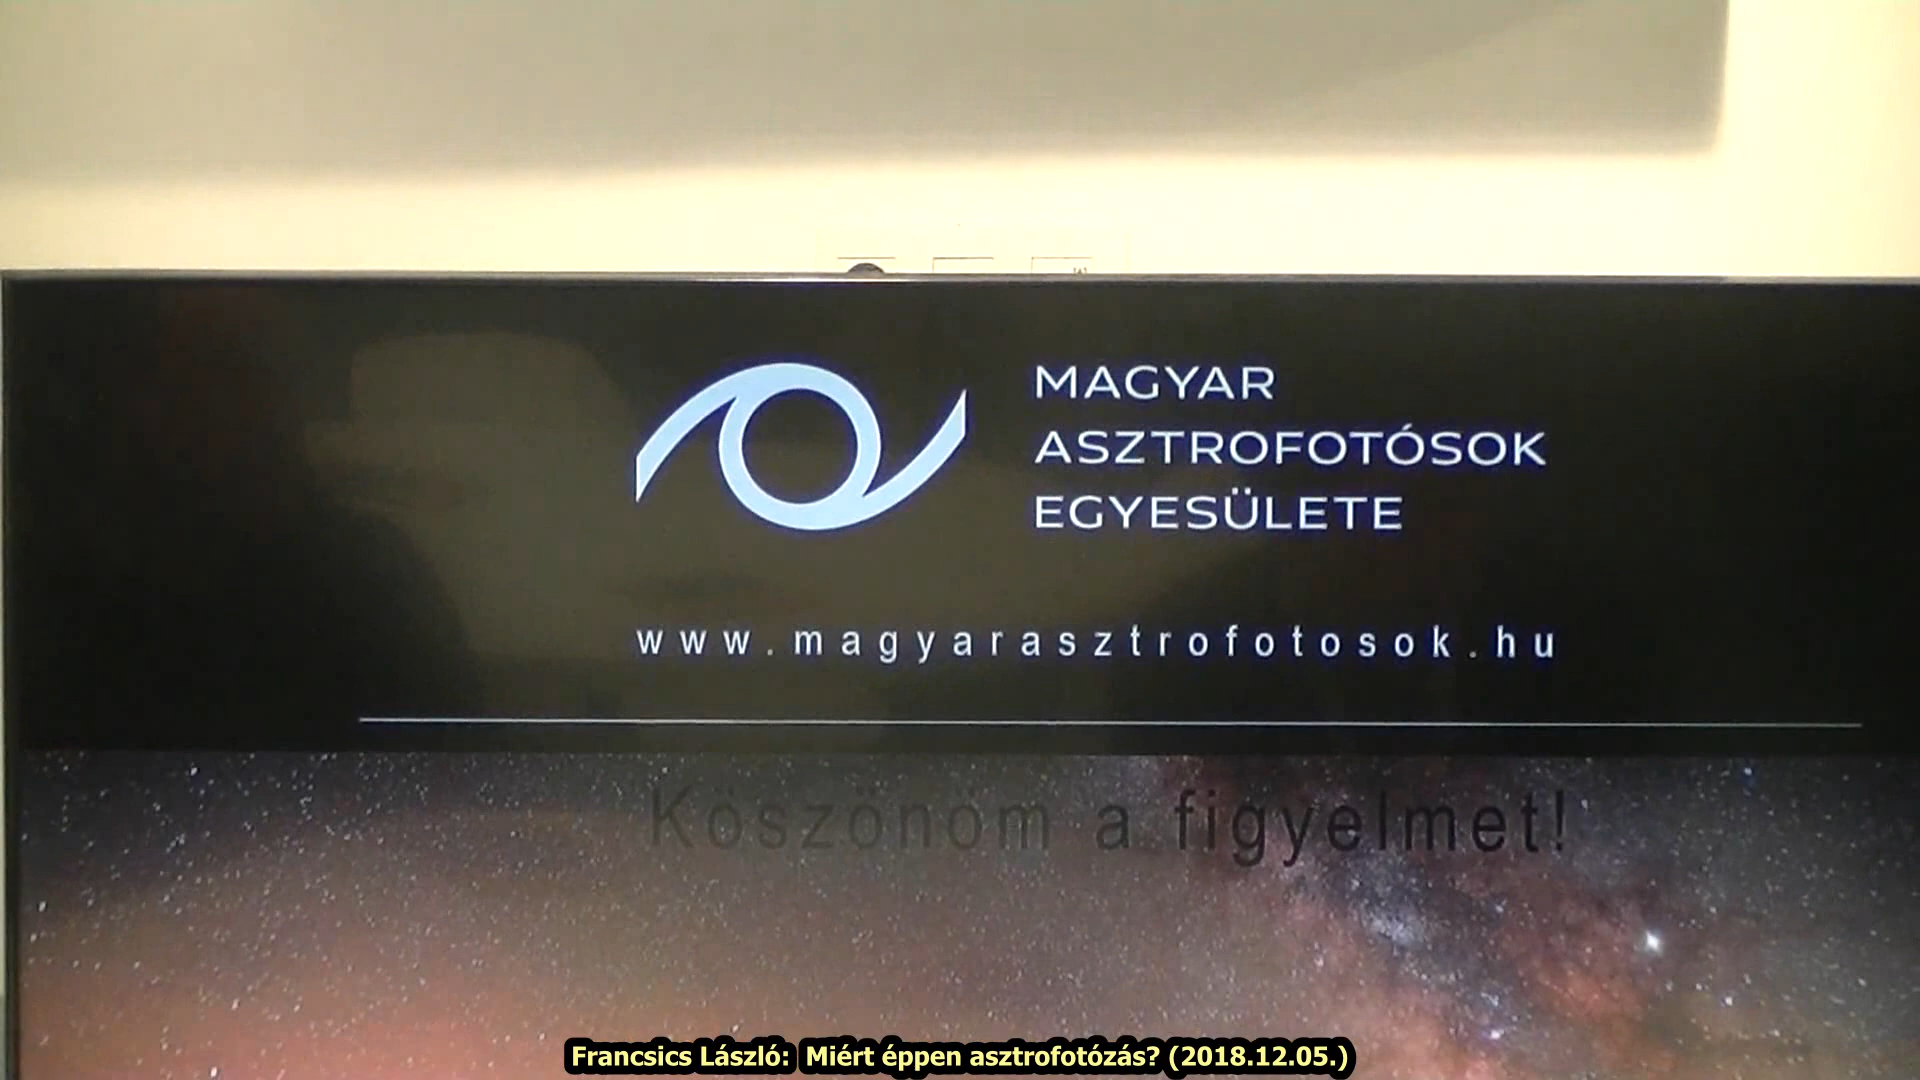 MAGYAR
ASZTROFOTÓSOK
EGYESÜLETE
www.magyarasztrofotosok.hu
Köszönöm a figyelmet!
Francsics László: Miért éppen asztrofotózás? (2018.12.05.)